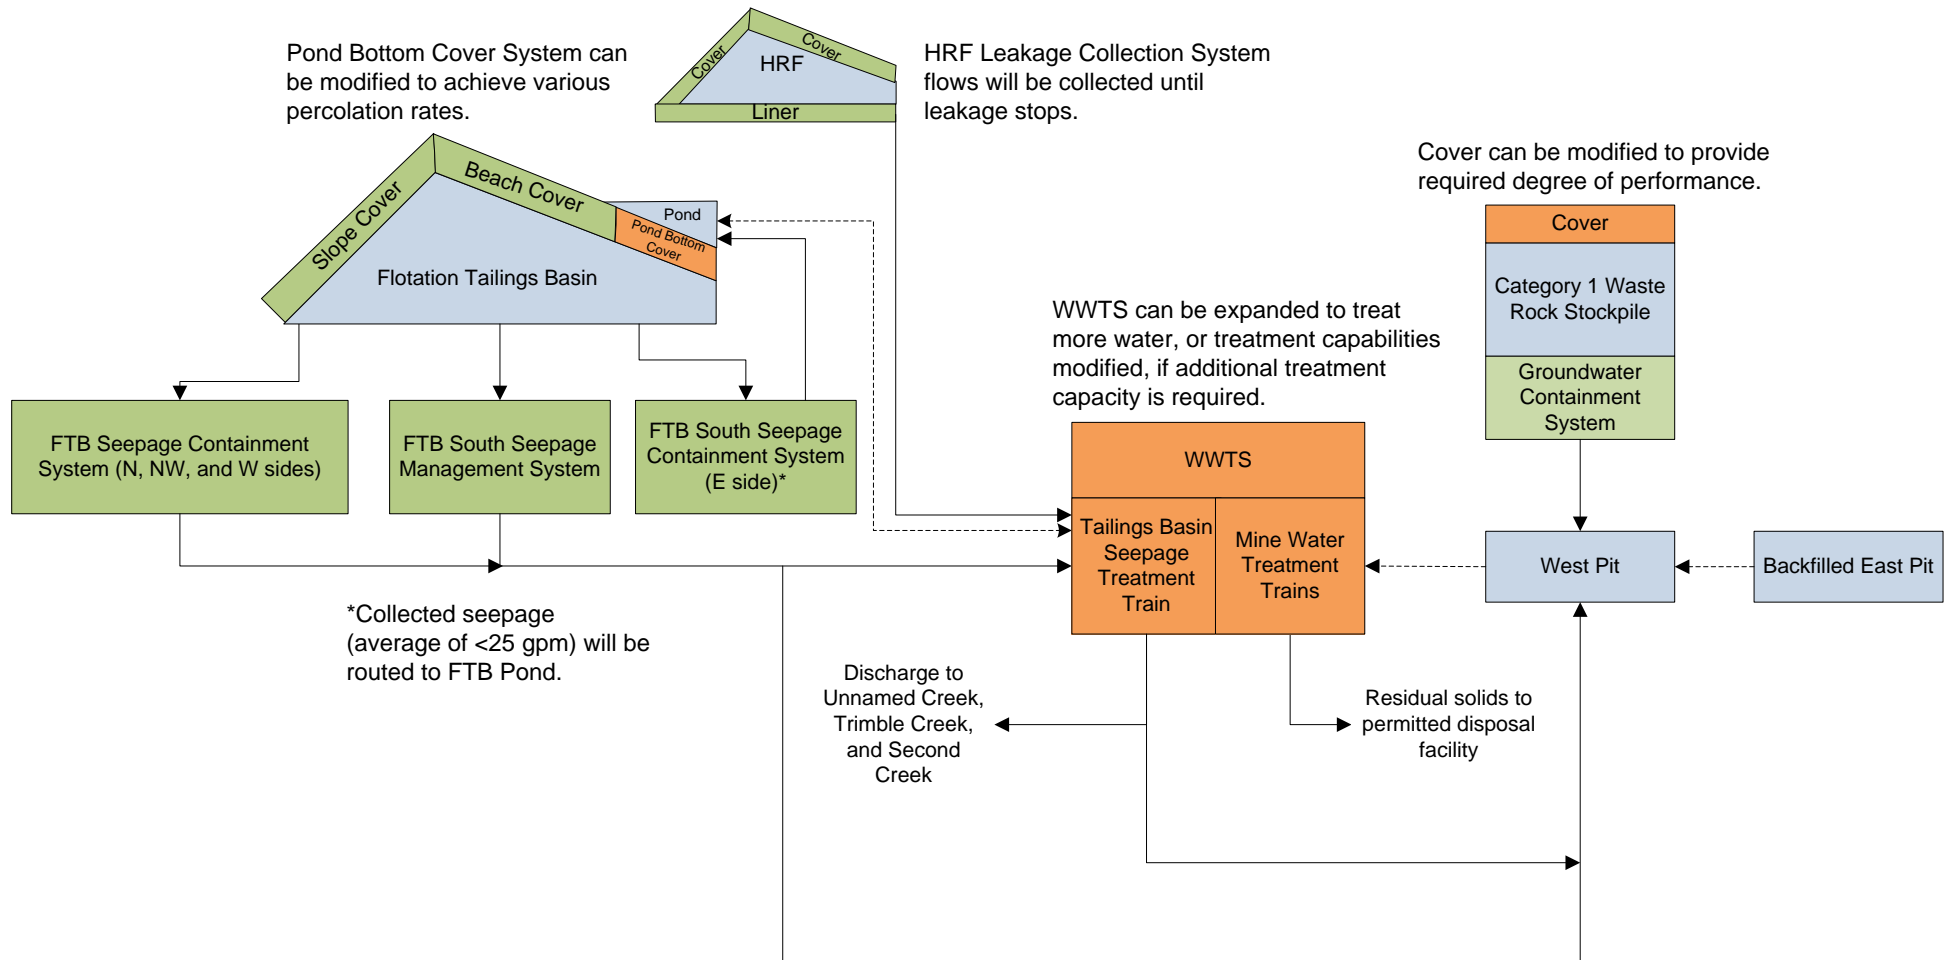 Pond Bottom Cover System can
be modified to achieve various
percolation rates.
Cover
Cover
HRF
Liner
HRF Leakage Collection System
flows will be collected until
leakage stops.
Slope Cover
Beach Cover
Pond
Pond Bottom
Cover
Flotation Tailings Basin
Cover can be modified to provide
required degree of performance.
Cover
Category 1 Waste
Rock Stockpile
Groundwater
Containment
System
WWTS can be expanded to treat
more water, or treatment capabilities
modified, if additional treatment
capacity is required.
FTB Seepage Containment
System (N, NW, and W sides)
FTB South Seepage
Management System
FTB South Seepage
Containment System
(E side)*
WWTS
Tailings Basin
Seepage
Treatment
Train
Mine Water
Treatment
Trains
West Pit
Backfilled East Pit
*Collected seepage
(average of <25 gpm) will be
routed to FTB Pond.
Discharge to
Unnamed Creek,
Trimble Creek,
and Second
Creek
Residual solids to
permitted disposal
facility